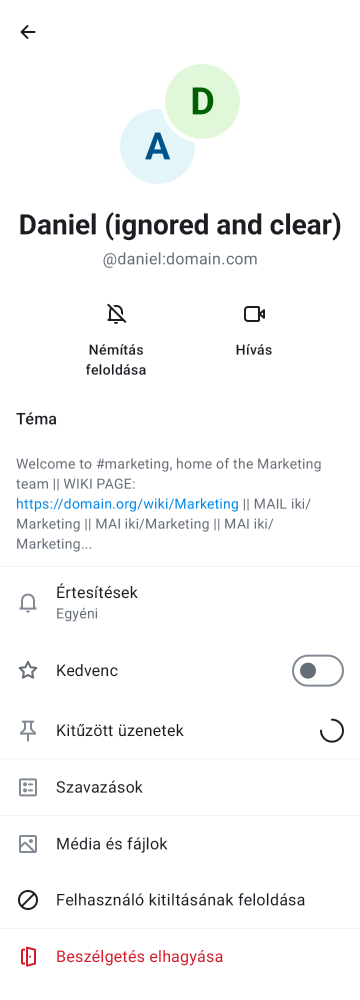 D
A
Daniel (ignored and clear)
@daniel:domain.com
Némítás
feloldása
Hívás
Téma
Welcome to #marketing, home of the Marketing
team || WIKI PAGE:
https://domain.org/wiki/Marketing || MAIL iki/
Marketing || MAI iki/Marketing || MAI iki/
Marketing...
Értesítések
Egyéni
Kedvenc
Kitűzött üzenetek
Szavazások
Média és fájlok
Felhasználó kitiltásának feloldása
Beszélgetés elhagyása